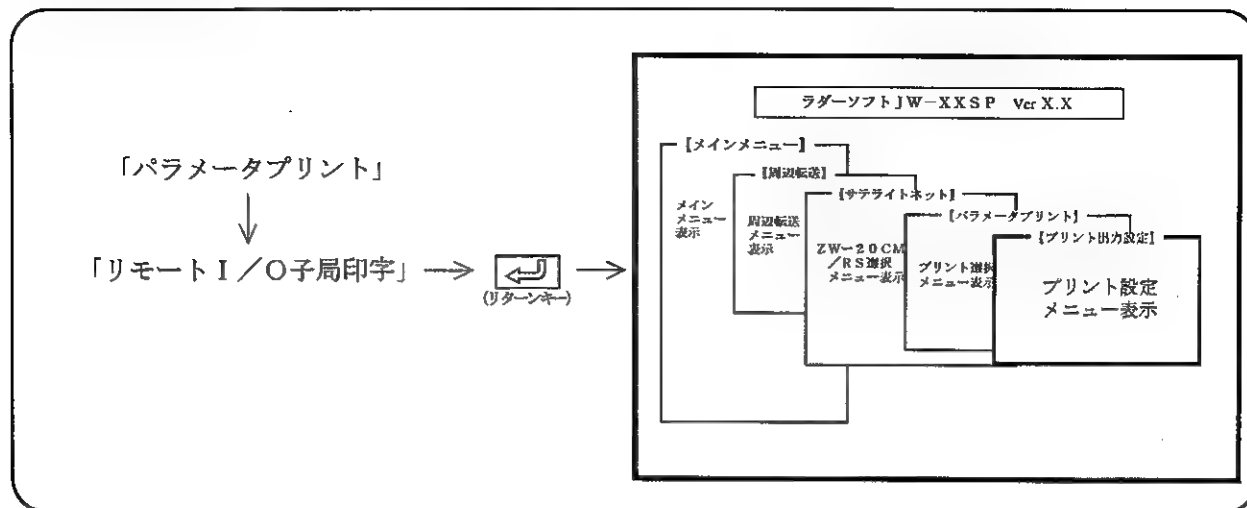 「パラメータプリント」
「リモートI／O子局印字」
(リターンキー)
ラダーソフトJW－XXSP Ver X.X
【メインメニュー】
メイン
メニュー
表示
【周辺転送】
周辺転送
メニュー
表示
【サテライトネット】
ZW－20CM
／RS選択
メニュー表示
【パラメータプリント】
プリント選択
メニュー表示
【プリント出力設定】
プリント設定
メニュー表示